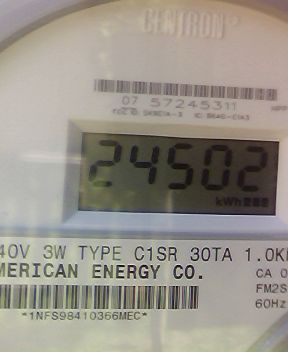 CENTRON®
07 57245311
24502
kWh
40V 3W TYPE C1SR 30TA 1.0K
MERICAN ENERGY CO.
CA 0
FM2S
60Hz
*1NFS98410366MEC*